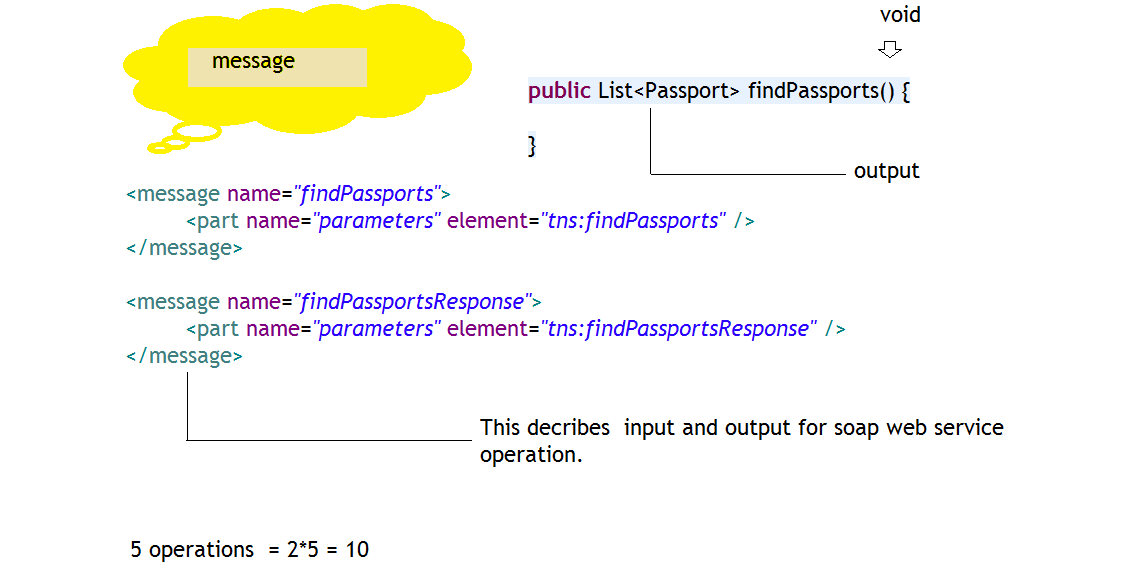 message
void
public List<Passport> findPassports() {
}
output
<message name="findPassports">
<part name="parameters" element="tns:findPassports" />
</message>
<message name="findPassportsResponse">
<part name="parameters" element="tns:findPassportsResponse" />
</message>
This decribes  input and output for soap web service
operation.
5 operations  = 2*5 = 10